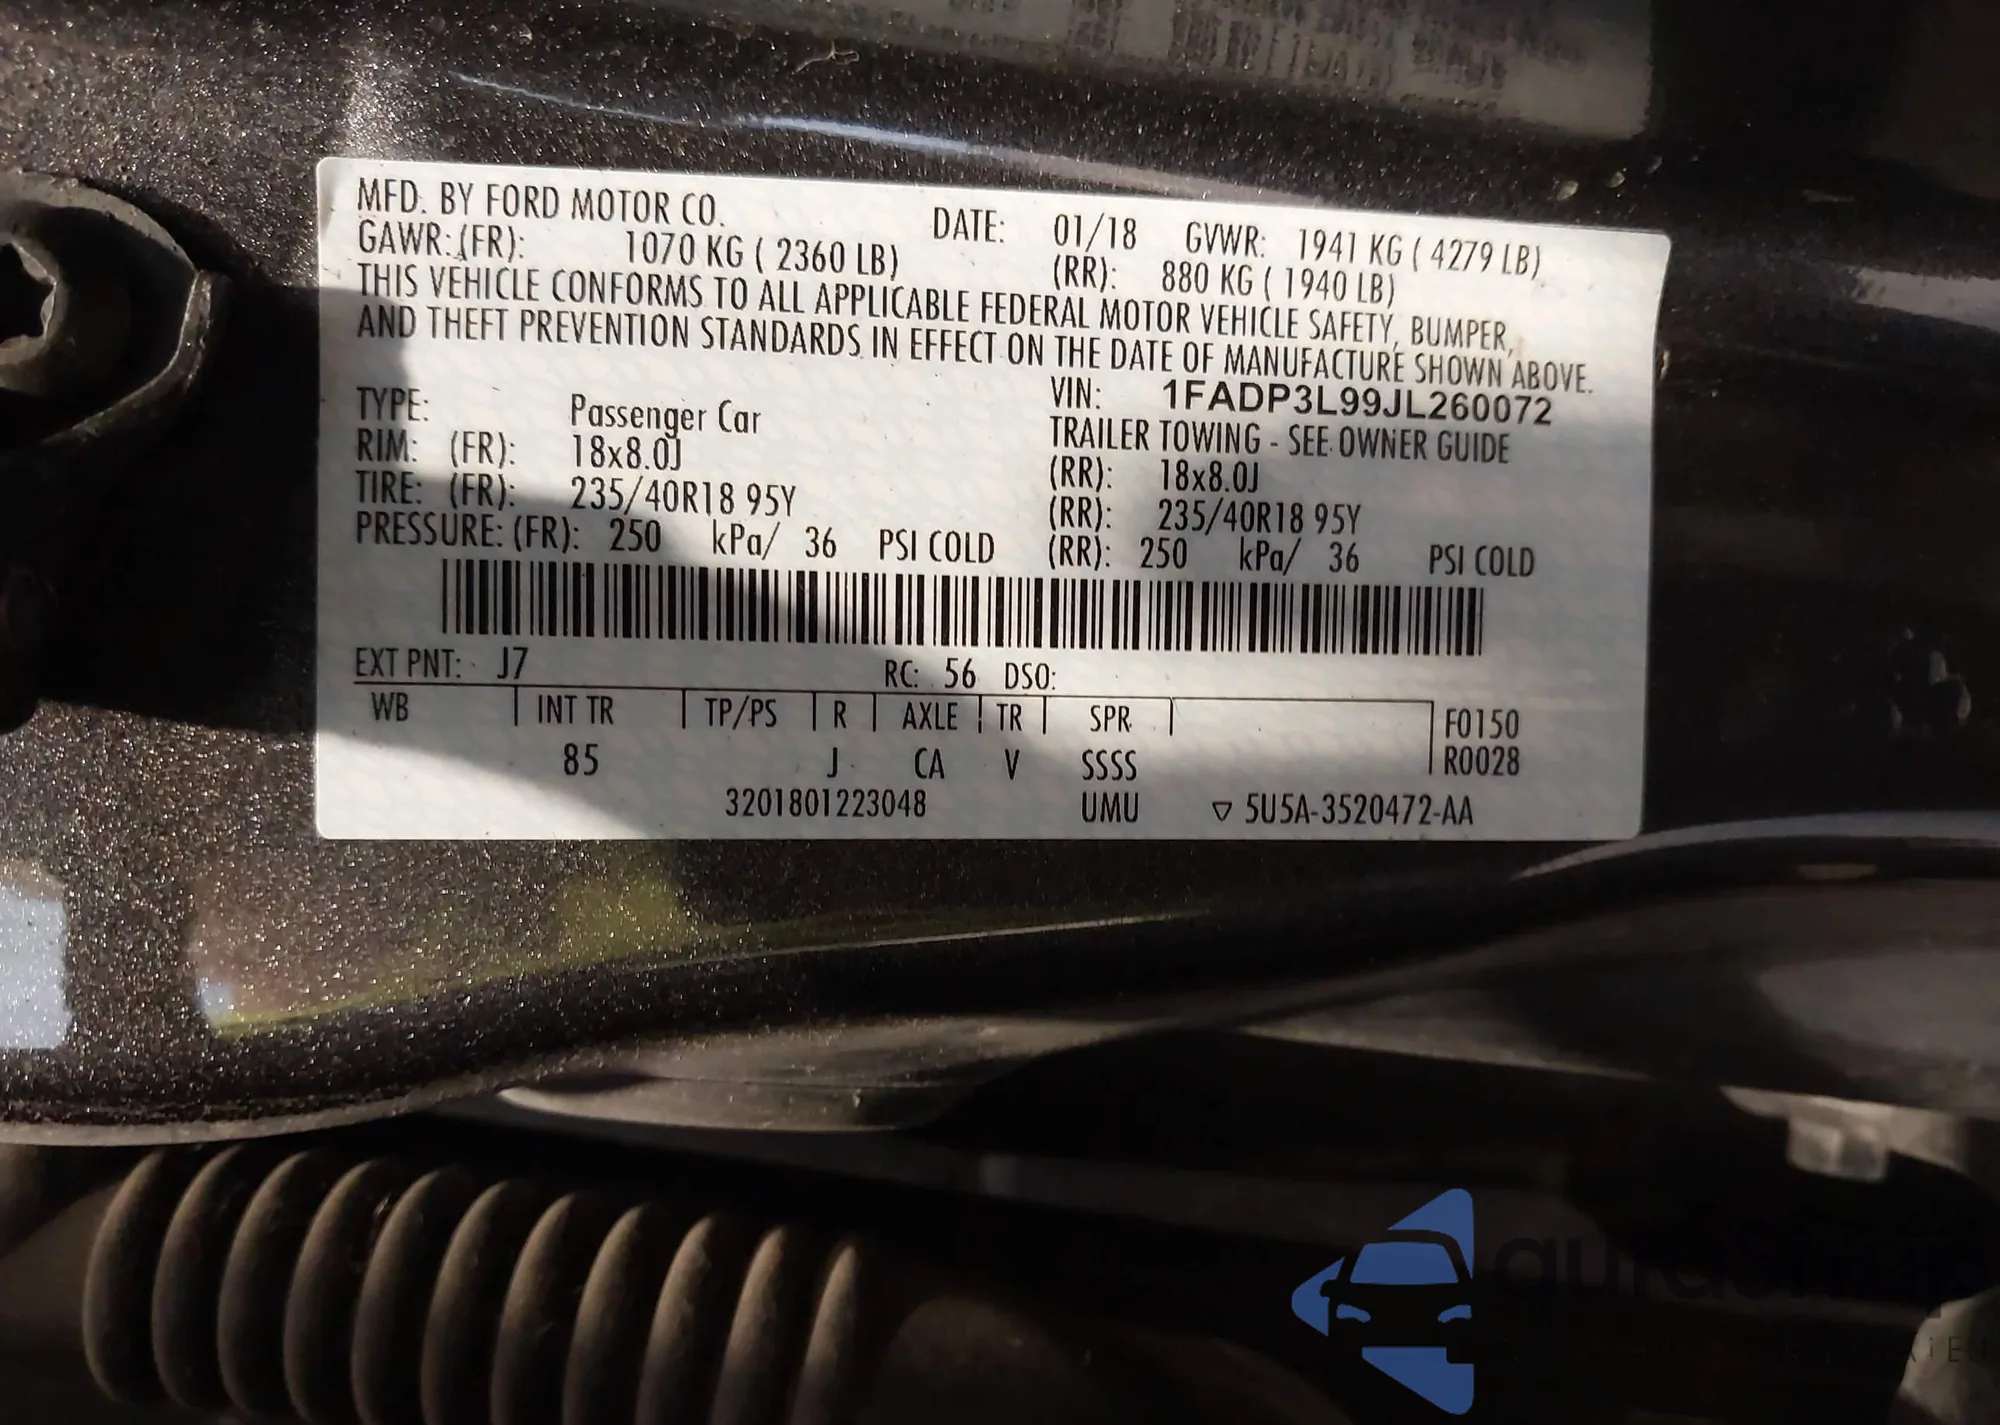 MFD. BY FORD MOTOR CO. DATE: 01/18 GVWR: 1941 KG ( 4279 LB)
GAWR:(FR): 1070 KG ( 2360 LB) (RR): 880 KG ( 1940 LB)
THIS VEHICLE CONFORMS TO ALL APPLICABLE FEDERAL MOTOR VEHICLE SAFETY, BUMPER,
AND THEFT PREVENTION STANDARDS IN EFFECT ON THE DATE OF MANUFACTURE SHOWN ABOVE.
VIN: 1FADP3L99JL260072
TYPE: Passenger Car TRAILER TOWING - SEE OWNER GUIDE
RIM: (FR): 18x8.0J (RR): 18x8.0J
TIRE: (FR): 235/40R18 95Y (RR): 235/40R18 95Y
PRESSURE: (FR): 250 kPa/ 36 PSI COLD (RR): 250 kPa/ 36 PSI COLD
EXT PNT: J7 RC: 56 DSO:
WB INT TR TP/PS R AXLE TR SPR F0150
85 J CA V SSSS R0028
3201801223048 UMU ▽ 5U5A-3520472-AA